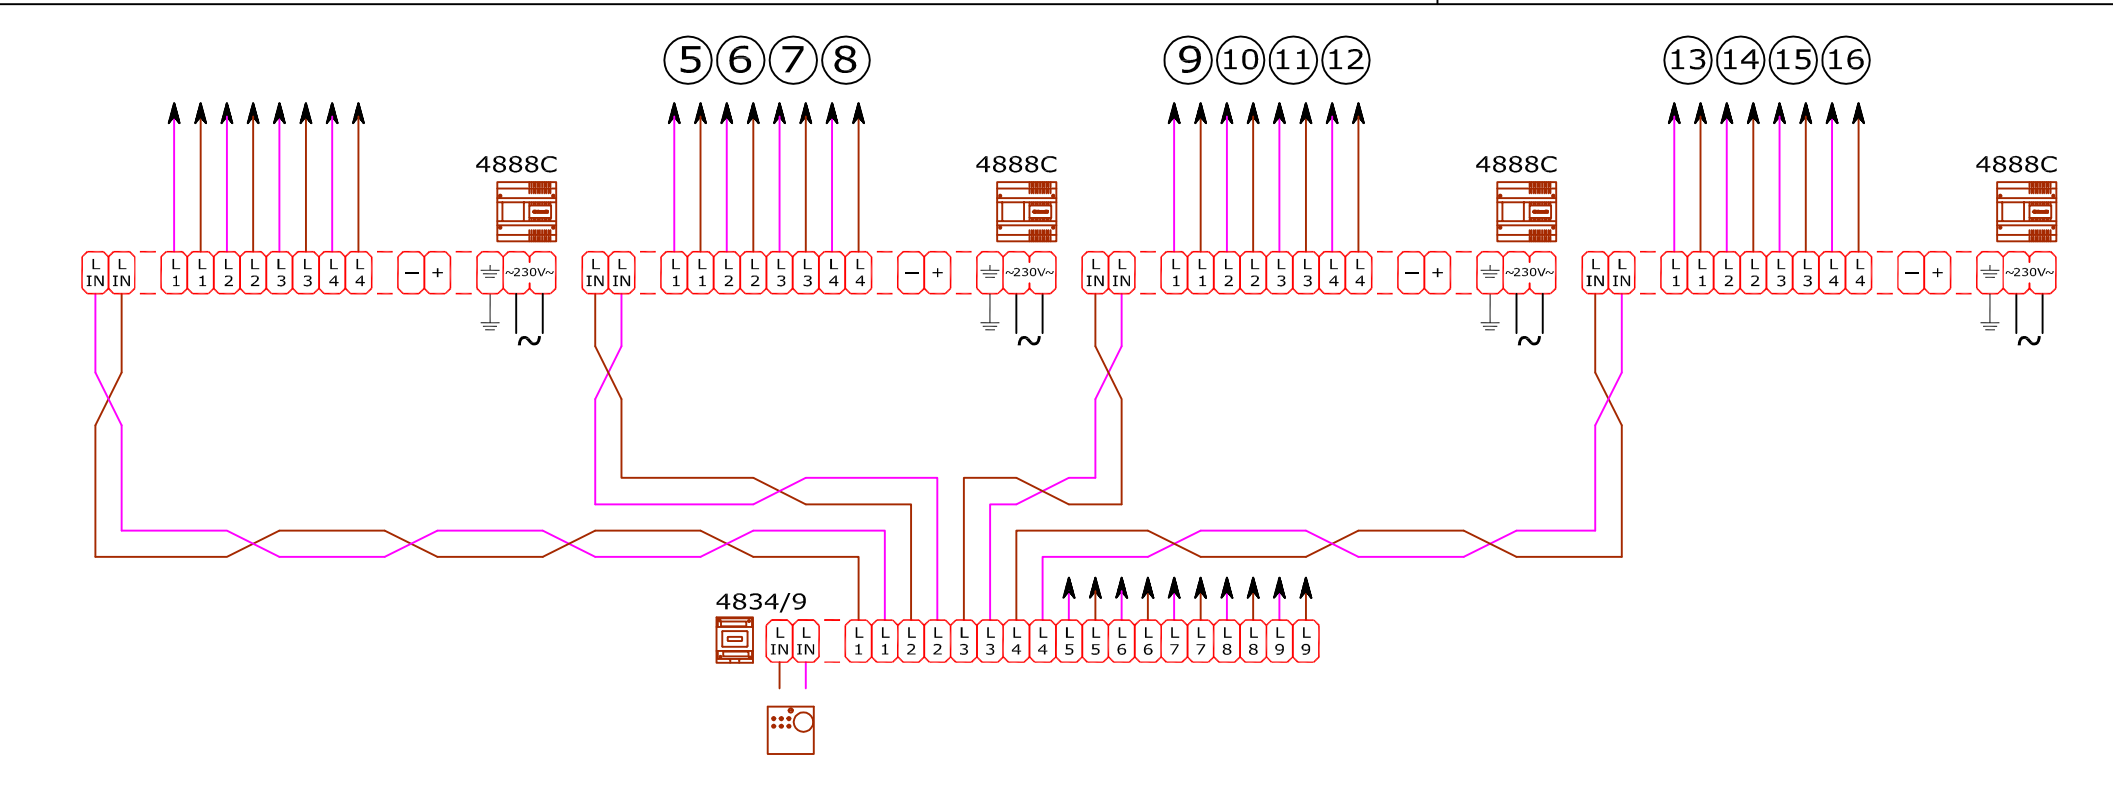 5 6 7 8 9 10 11 12 13 14 15 16
4888C 4888C 4888C 4888C
L L L L L L L L L L L L L L L L L L L L L L L L L L L L L L L L L L L L L L L L
IN IN 1 1 2 2 3 3 4 4 − + ~230V~ IN IN 1 1 2 2 3 3 4 4 − + ~230V~ IN IN 1 1 2 2 3 3 4 4 − + ~230V~ IN IN 1 1 2 2 3 3 4 4 − + ~230V~
~ ~ ~ ~
4834/9
L L L L L L L L L L L L L L L L L L L L
IN IN 1 1 2 2 3 3 4 4 5 5 6 6 7 7 8 8 9 9